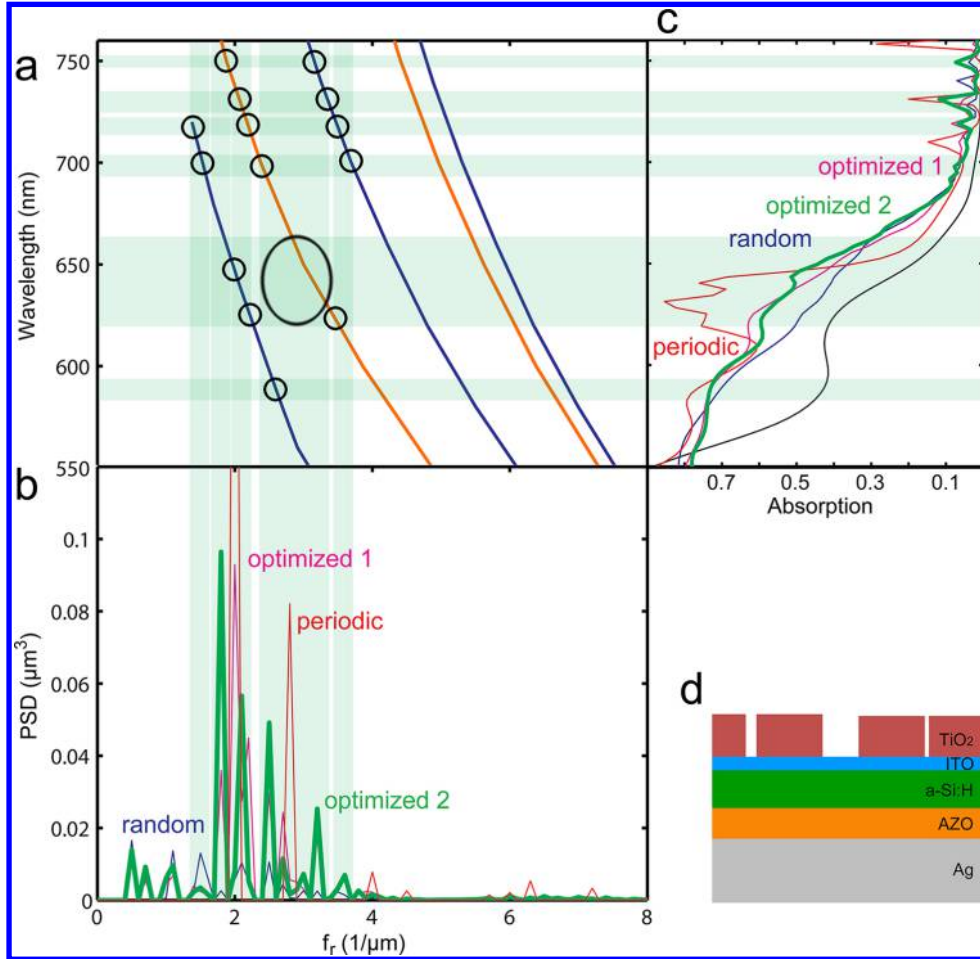 a
750
700
650
600
550
Wavelength (nm)
c
optimized 1
optimized 2
random
periodic
0.7
0.5
0.3
0.1
Absorption
b
0.1
0.08
0.06
0.04
0.02
0
PSD (µm³)
optimized 1
periodic
optimized 2
random
0
2
4
6
8
fr (1/µm)
d
TiO₂
ITO
a-Si:H
AZO
Ag